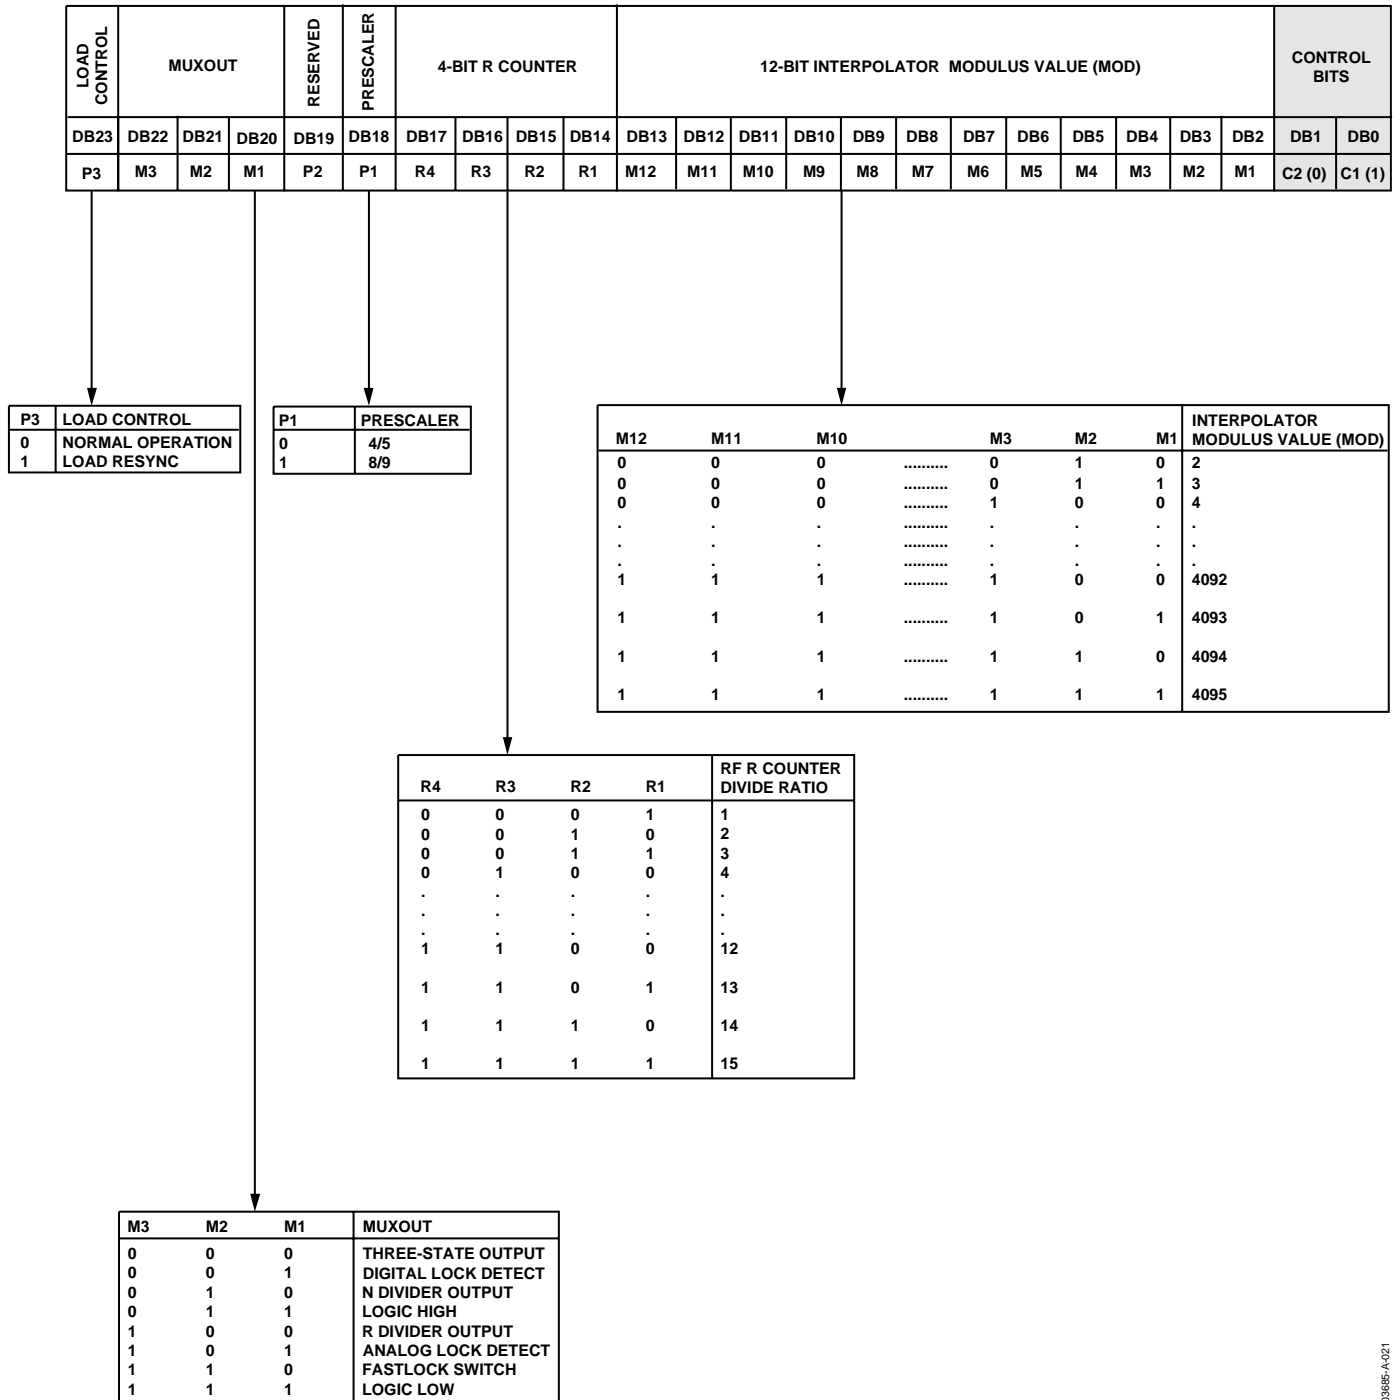 LOAD CONTROL MUXOUT RESERVED PRESCALER 4-BIT R COUNTER 12-BIT INTERPOLATOR MODULUS VALUE (MOD) CONTROL BITS
DB23 DB22 DB21 DB20 DB19 DB18 DB17 DB16 DB15 DB14 DB13 DB12 DB11 DB10 DB9 DB8 DB7 DB6 DB5 DB4 DB3 DB2 DB1 DB0
P3 M3 M2 M1 P2 P1 R4 R3 R2 R1 M12 M11 M10 M9 M8 M7 M6 M5 M4 M3 M2 M1 C2 (0) C1 (1)
P3 LOAD CONTROL
0 NORMAL OPERATION
1 LOAD RESYNC
P1 PRESCALER
0 4/5
1 8/9
M12 M11 M10 M3 M2 M1 INTERPOLATOR MODULUS VALUE (MOD)
0 0 0 .......... 0 1 0 2
0 0 0 .......... 0 1 1 3
0 0 0 .......... 1 0 0 4
. . . .......... . . . .
. . . .......... . . . .
. . . .......... . . . .
1 1 1 .......... 1 0 0 4092
1 1 1 .......... 1 0 1 4093
1 1 1 .......... 1 1 0 4094
1 1 1 .......... 1 1 1 4095
R4 R3 R2 R1 RF R COUNTER DIVIDE RATIO
0 0 0 1 1
0 0 1 0 2
0 0 1 1 3
0 1 0 0 4
. . . . .
. . . . .
. . . . .
1 1 0 0 12
1 1 0 1 13
1 1 1 0 14
1 1 1 1 15
M3 M2 M1 MUXOUT
0 0 0 THREE-STATE OUTPUT
0 0 1 DIGITAL LOCK DETECT
0 1 0 N DIVIDER OUTPUT
0 1 1 LOGIC HIGH
1 0 0 R DIVIDER OUTPUT
1 0 1 ANALOG LOCK DETECT
1 1 0 FASTLOCK SWITCH
1 1 1 LOGIC LOW
03685-A-021